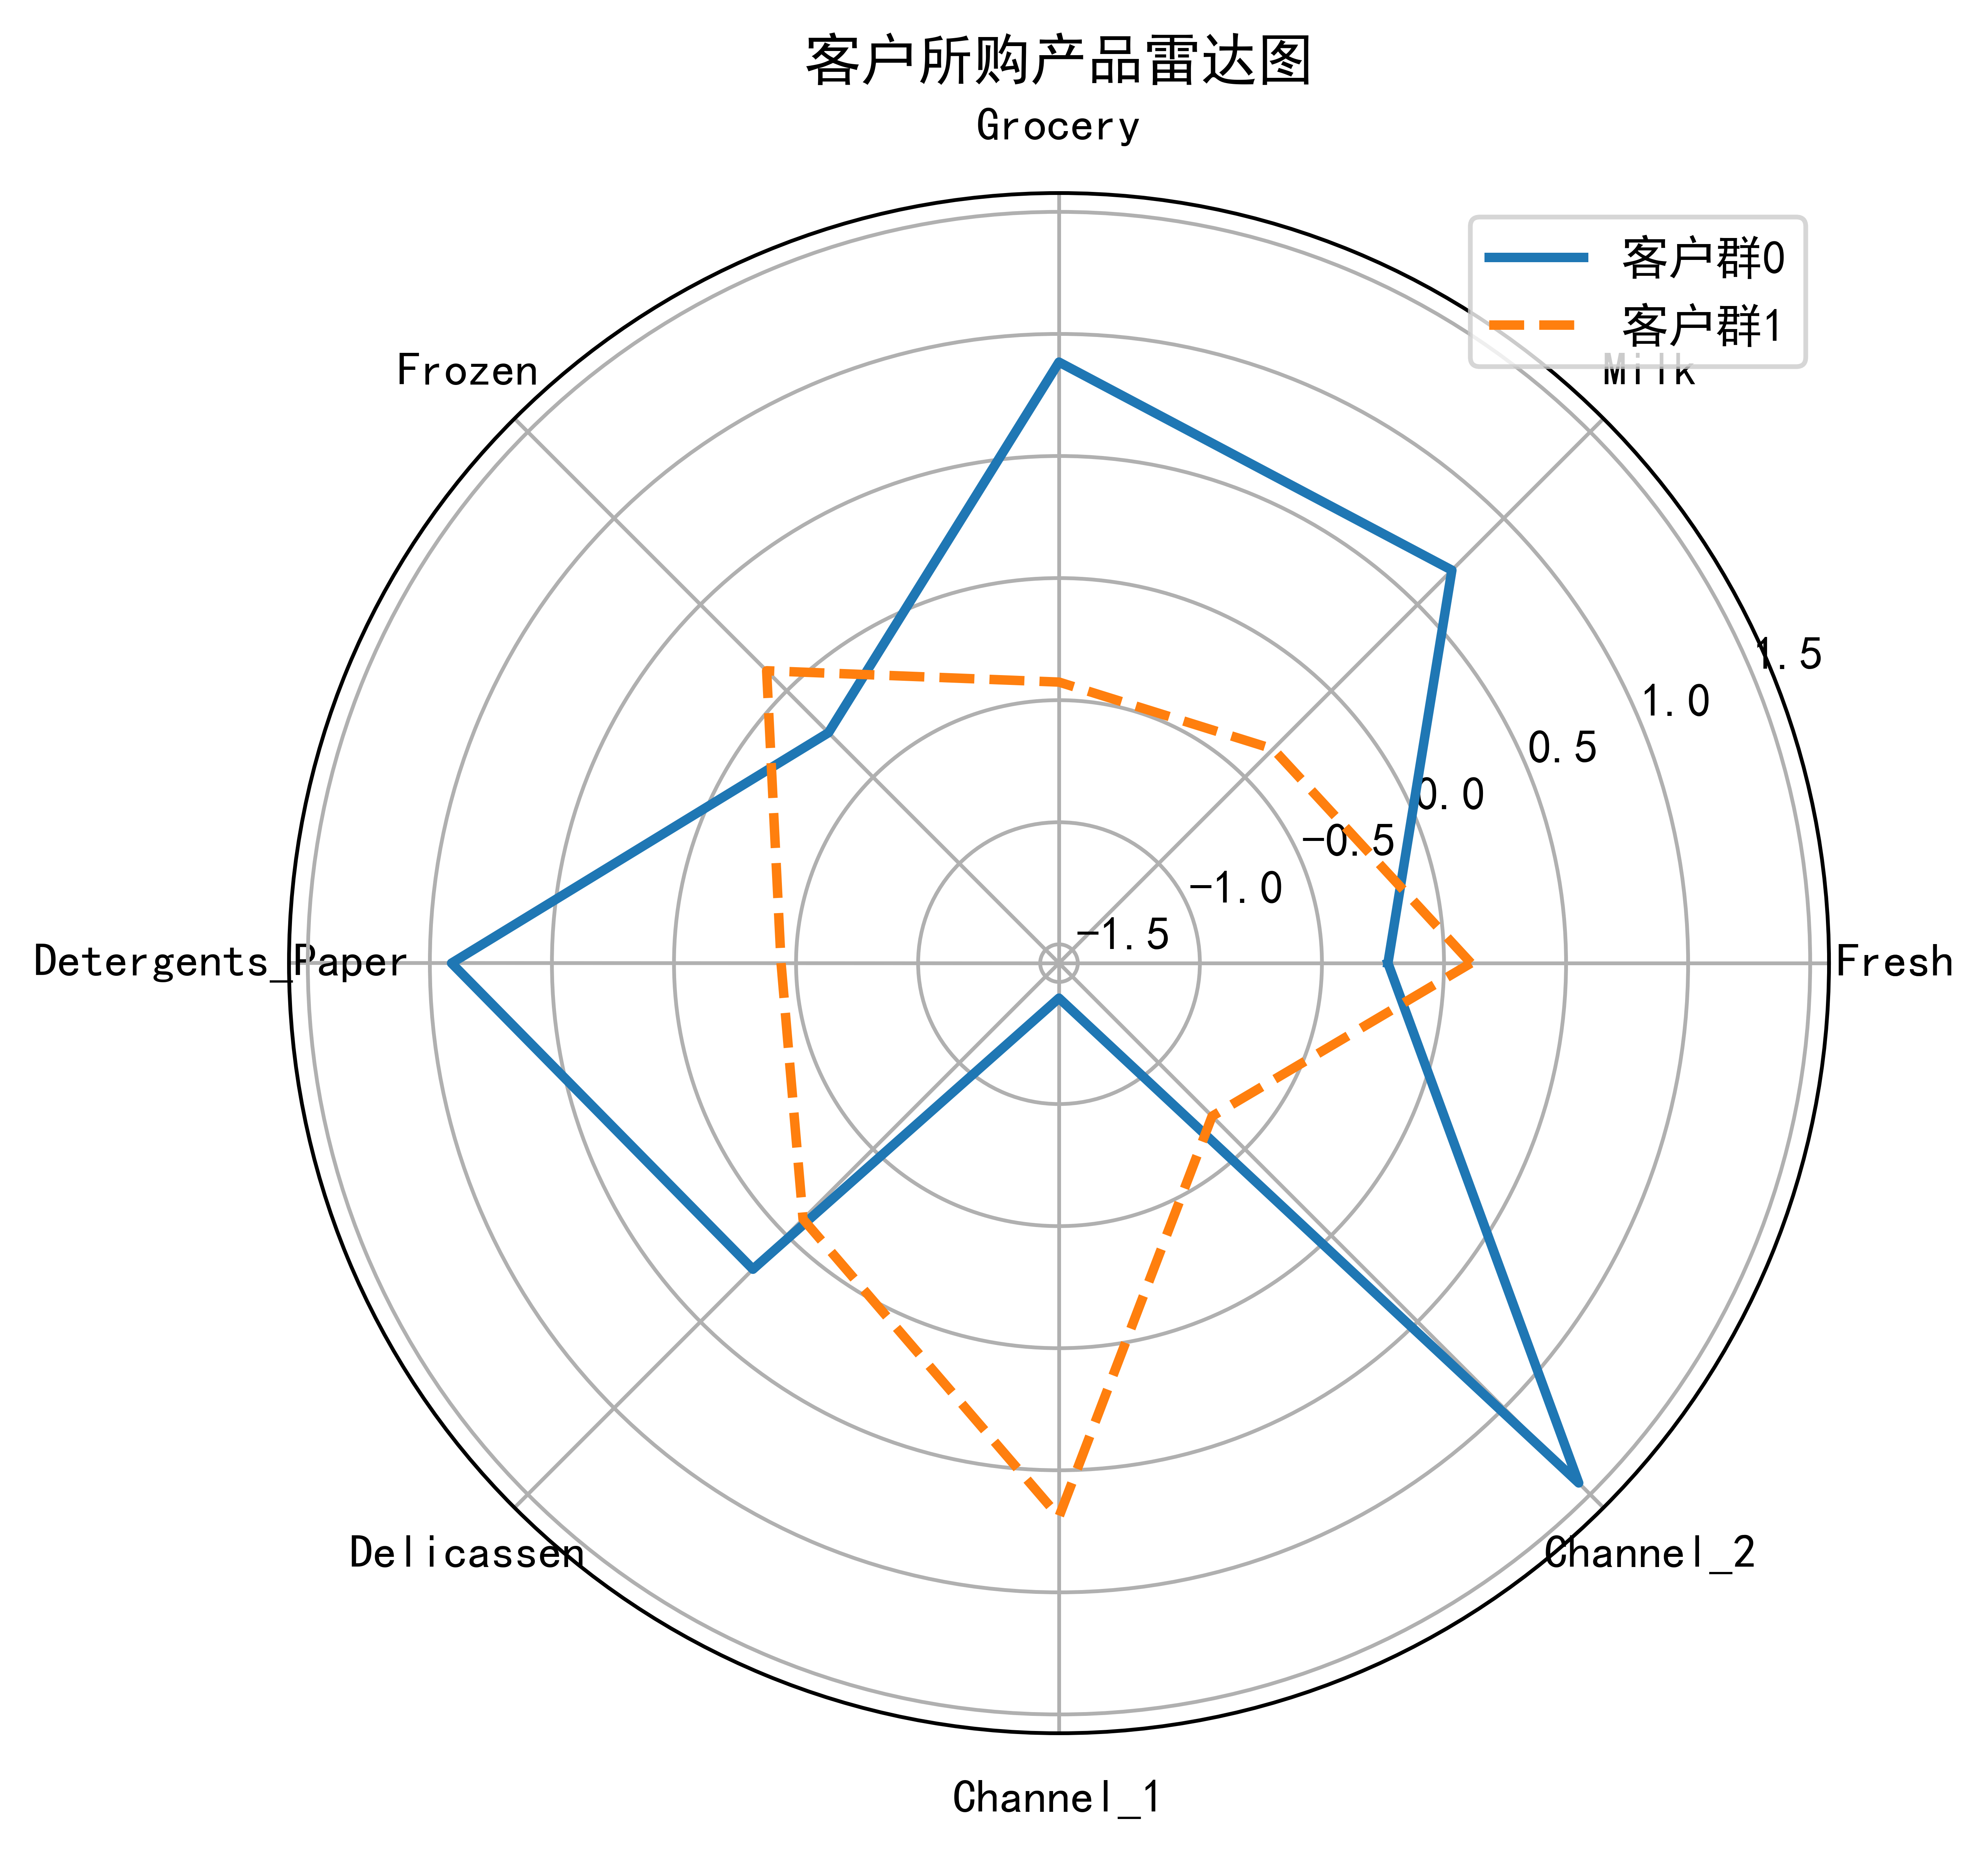 客户所购产品雷达图
Grocery
客户群0
客户群1
Frozen
Milk
1.5
1.0
0.5
0.0
−0.5
−1.0
−1.5
Detergents_Paper
Fresh
Delicassen
Channel_2
Channel_1